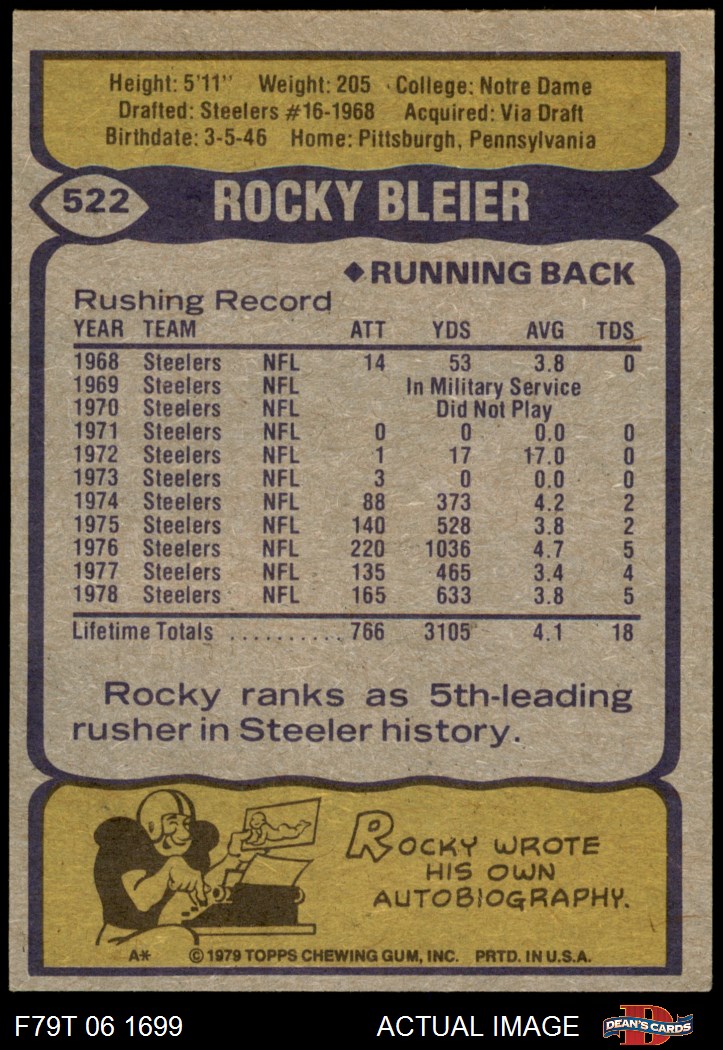 Height: 5'11" Weight: 205 College: Notre Dame
Drafted: Steelers #16-1968 Acquired: Via Draft
Birthdate: 3-5-46 Home: Pittsburgh, Pennsylvania
522 ROCKY BLEIER
◆RUNNING BACK
Rushing Record
YEAR TEAM ATT YDS AVG TDS
1968 Steelers NFL 14 53 3.8 0
1969 Steelers NFL In Military Service
1970 Steelers NFL Did Not Play
1971 Steelers NFL 0 0 0.0 0
1972 Steelers NFL 1 17 17.0 0
1973 Steelers NFL 3 0 0.0 0
1974 Steelers NFL 88 373 4.2 2
1975 Steelers NFL 140 528 3.8 2
1976 Steelers NFL 220 1036 4.7 5
1977 Steelers NFL 135 465 3.4 4
1978 Steelers NFL 165 633 3.8 5
Lifetime Totals .......... 766 3105 4.1 18
Rocky ranks as 5th-leading
rusher in Steeler history.
ROCKY WROTE
HIS OWN
AUTOBIOGRAPHY.
A* © 1979 TOPPS CHEWING GUM, INC. PRTD. IN U.S.A.
F79T 06 1699 ACTUAL IMAGE D DEAN'S CARDS